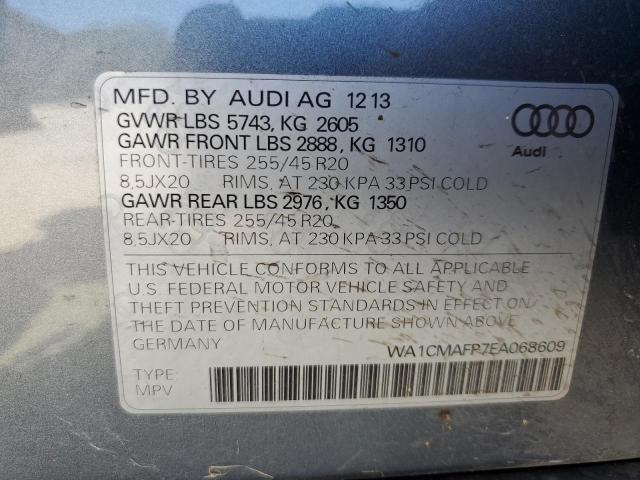 MFD. BY AUDI AG 12 13
GVWR LBS 5743, KG 2605
GAWR FRONT LBS 2888, KG 1310
FRONT-TIRES 255/45 R20
8,5JX20 RIMS, AT 230 KPA 33 PSI COLD
GAWR REAR LBS 2976, KG 1350
REAR-TIRES 255/45 R20
8,5JX20 RIMS, AT 230 KPA 33 PSI COLD
Audi
THIS VEHICLE CONFORMS TO ALL APPLICABLE
U.S. FEDERAL MOTOR VEHICLE SAFETY AND
THEFT PREVENTION STANDARDS IN EFFECT ON
THE DATE OF MANUFACTURE SHOWN ABOVE.
GERMANY WA1CMAFP7EA068609
TYPE:
MPV